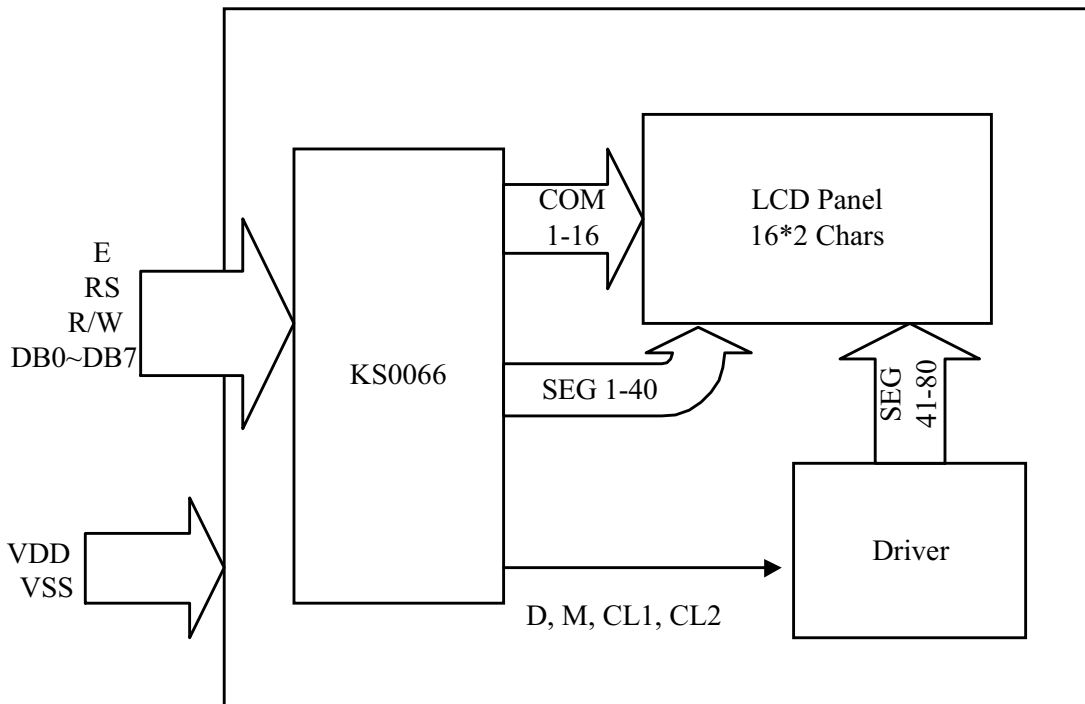 E
RS
R/W
DB0~DB7
VDD
VSS
KS0066
COM
1-16
SEG 1-40
D, M, CL1, CL2
LCD Panel
16*2 Chars
SEG
41-80
Driver